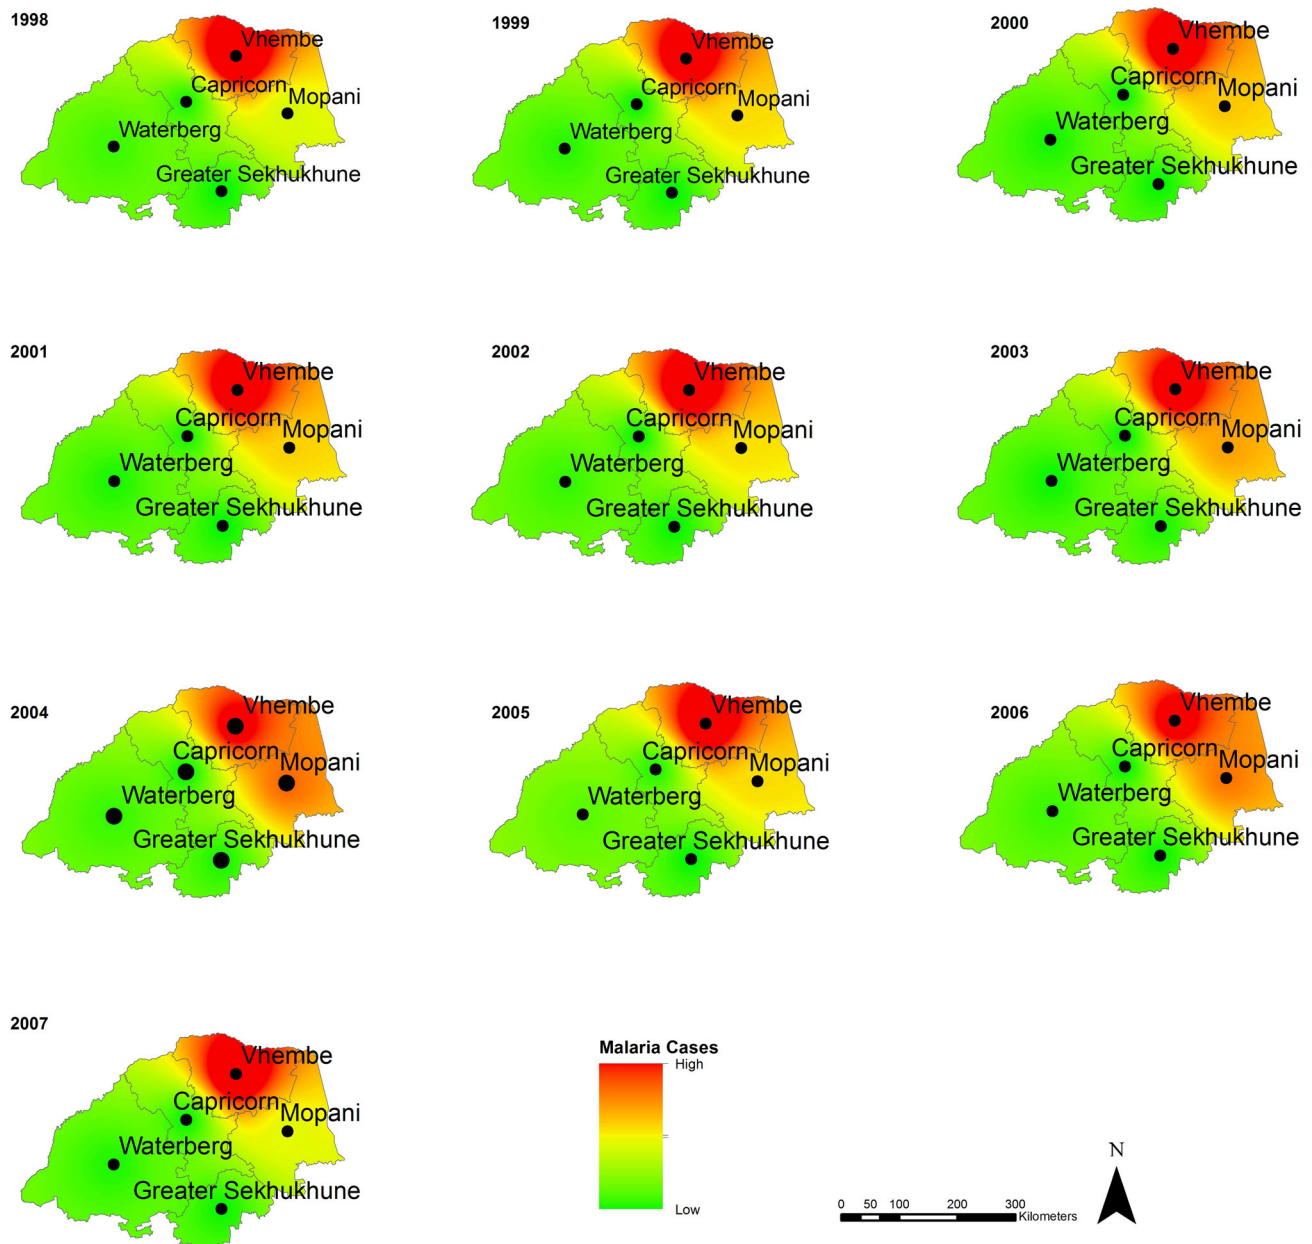 1998
Vhembe
Capricorn
Mopani
Waterberg
Greater Sekhukhune
1999
Vhembe
Capricorn
Mopani
Waterberg
Greater Sekhukhune
2000
Vhembe
Capricorn
Mopani
Waterberg
Greater Sekhukhune
2001
Vhembe
Capricorn
Mopani
Waterberg
Greater Sekhukhune
2002
Vhembe
Capricorn
Mopani
Waterberg
Greater Sekhukhune
2003
Vhembe
Capricorn
Mopani
Waterberg
Greater Sekhukhune
2004
Vhembe
Capricorn
Mopani
Waterberg
Greater Sekhukhune
2005
Vhembe
Capricorn
Mopani
Waterberg
Greater Sekhukhune
2006
Vhembe
Capricorn
Mopani
Waterberg
Greater Sekhukhune
2007
Vhembe
Capricorn
Mopani
Waterberg
Greater Sekhukhune
Malaria Cases
High
Low
0 50 100 200 300
Kilometers
N